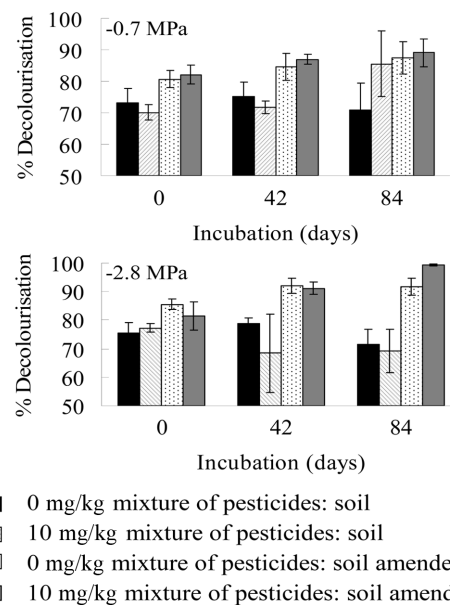 -0.7 MPa
% Decolourisation
100
90
80
70
60
50
0 42 84
Incubation (days)
-2.8 MPa
% Decolourisation
100
90
80
70
60
50
0 42 84
Incubation (days)
0 mg/kg mixture of pesticides: soil
10 mg/kg mixture of pesticides: soil
0 mg/kg mixture of pesticides: soil amende
10 mg/kg mixture of pesticides: soil amend